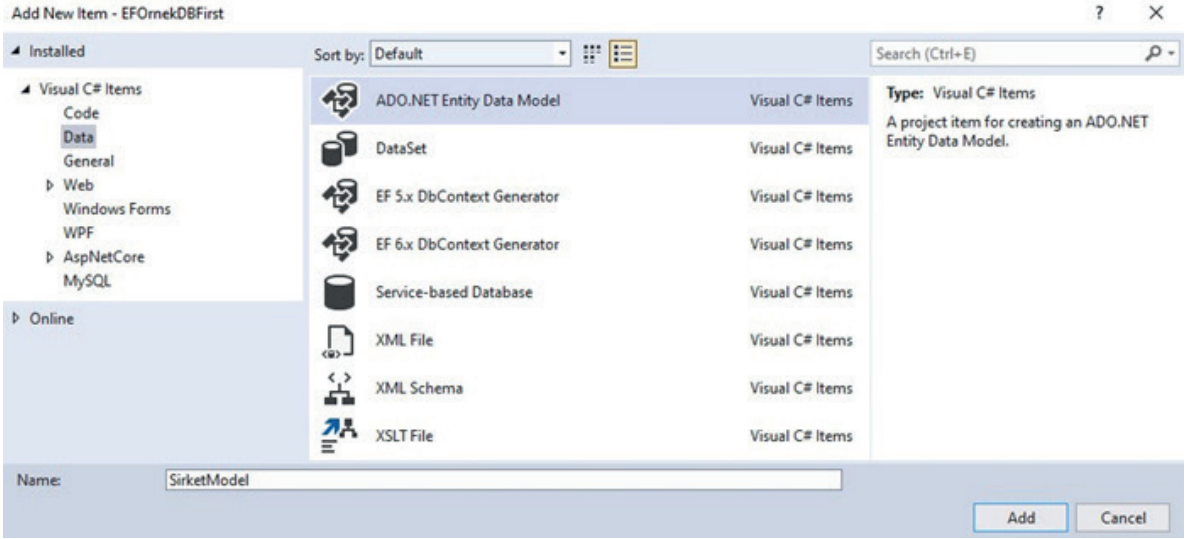 Add New Item - EFOrnekDBFirst
? ×
Installed
Sort by: Default
Search (Ctrl+E)
Visual C# Items
Code
Data
General
Web
Windows Forms
WPF
AspNetCore
MySQL
Online
ADO.NET Entity Data Model Visual C# Items
DataSet Visual C# Items
EF 5.x DbContext Generator Visual C# Items
EF 6.x DbContext Generator Visual C# Items
Service-based Database Visual C# Items
XML File Visual C# Items
XML Schema Visual C# Items
XSLT File Visual C# Items
Type: Visual C# Items
A project item for creating an ADO.NET
Entity Data Model.
Name: SirketModel
Add Cancel